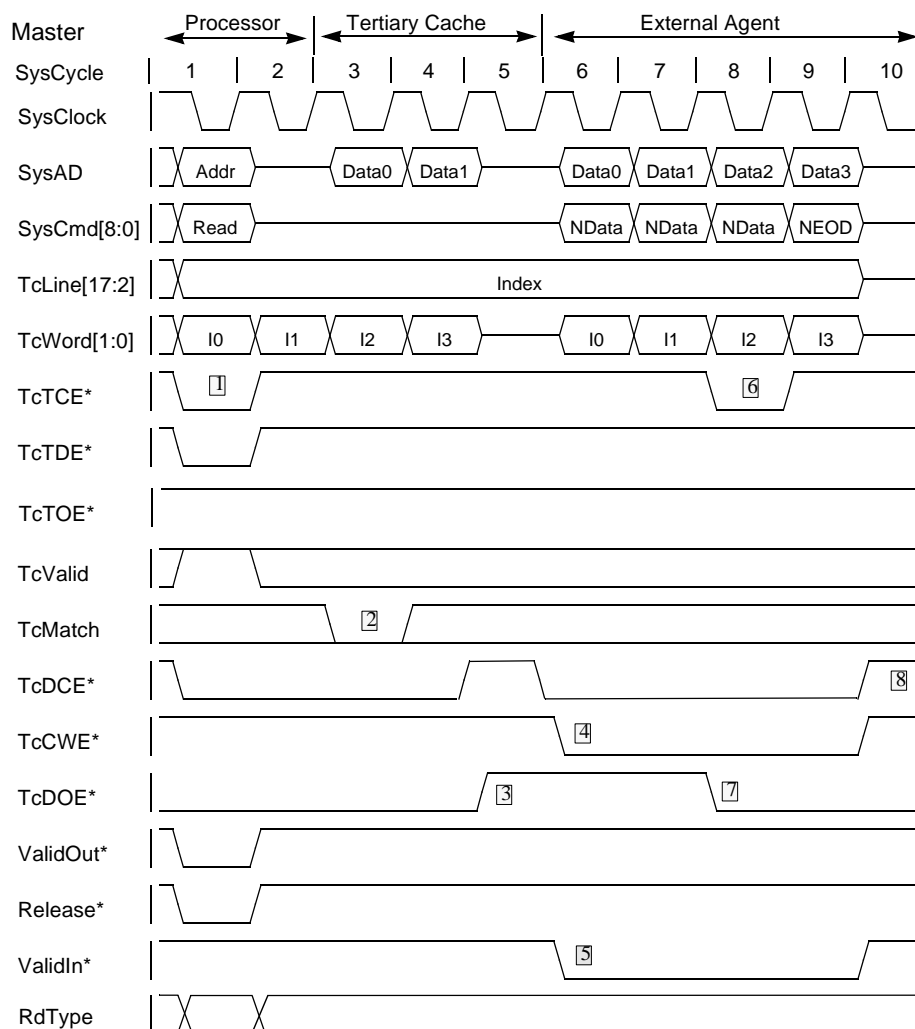 Master Processor Tertiary Cache External Agent
SysCycle 1 2 3 4 5 6 7 8 9 10
SysClock
SysAD Addr Data0 Data1 Data0 Data1 Data2 Data3
SysCmd[8:0] Read NData NData NData NEOD
TcLine[17:2] Index
TcWord[1:0] I0 I1 I2 I3 I0 I1 I2 I3
TcTCE* 1 6
TcTDE*
TcTOE*
TcValid
TcMatch 2
TcDCE* 8
TcCWE* 4
TcDOE* 3 7
ValidOut*
Release*
ValidIn* 5
RdType